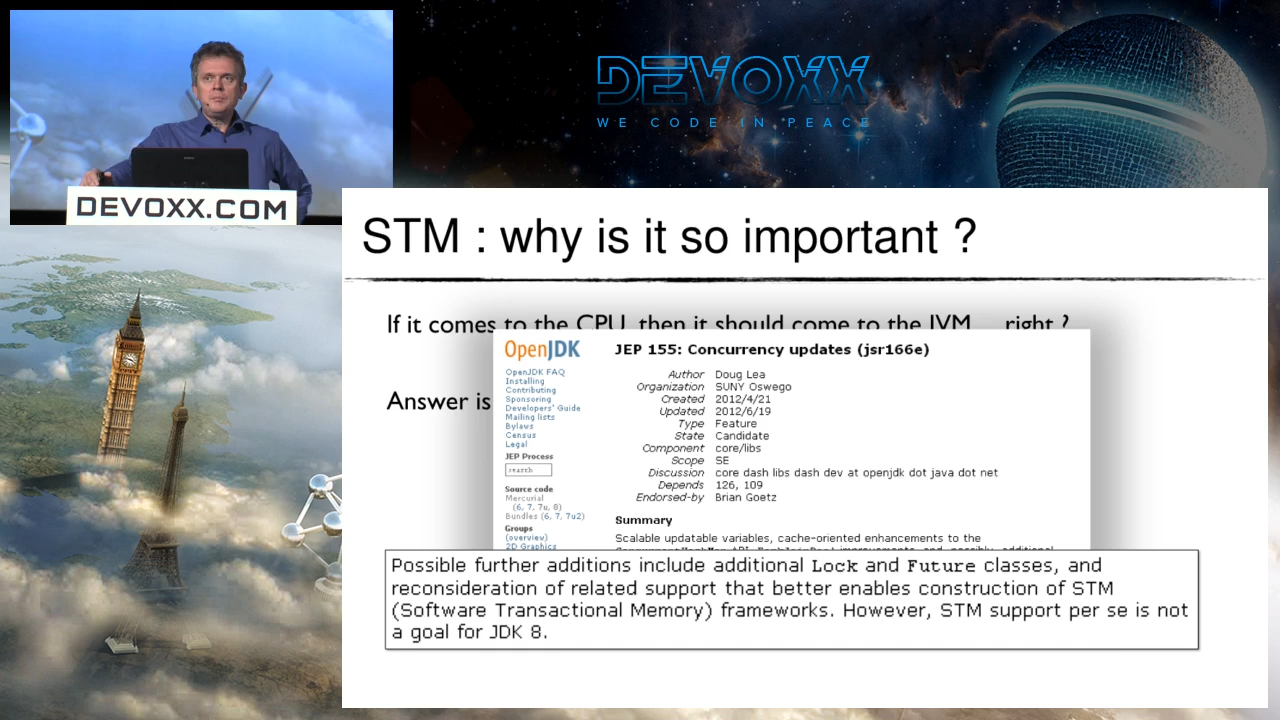 DEVOXX
WE CODE IN PEACE
DEVOXX.COM
STM : why is it so important ?
If it comes to the CPU, then it should come to the JVM... right ?
Answer is
OpenJDK
OpenJDK FAQ
Installing
Contributing
Sponsoring
Developers' Guide
Mailing lists
Bylaws
Census
Legal
JEP Process
search
Source code
Mercurial
(6, 7, 7u, 8)
Bundles (6, 7, 7u2)
Groups
(overview)
2D Graphics
JEP 155: Concurrency updates (jsr166e)
Author Doug Lea
Organization SUNY Oswego
Created 2012/4/21
Updated 2012/6/19
Type Feature
State Candidate
Component core/libs
Scope SE
Discussion core dash libs dash dev at openjdk dot java dot net
Depends 126, 109
Endorsed-by Brian Goetz
Summary
Scalable updatable variables, cache-oriented enhancements to the
Possible further additions include additional Lock and Future classes, and
reconsideration of related support that better enables construction of STM
(Software Transactional Memory) frameworks. However, STM support per se is not
a goal for JDK 8.